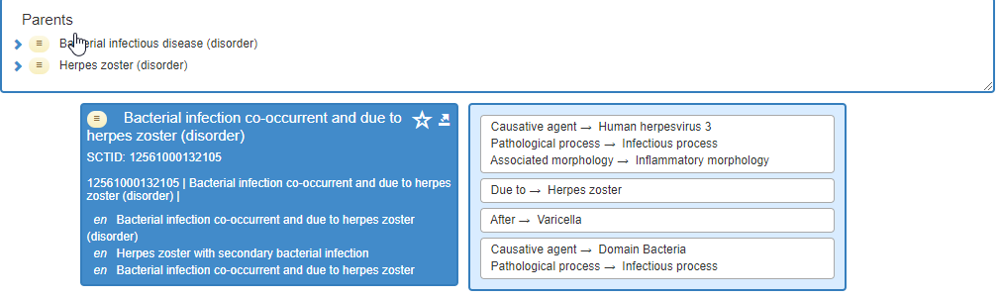 Parents
Bacterial infectious disease (disorder)
Herpes zoster (disorder)
Bacterial infection co-occurrent and due to
herpes zoster (disorder)
SCTID: 12561000132105
12561000132105 | Bacterial infection co-occurrent and due to herpes
zoster (disorder) |
en Bacterial infection co-occurrent and due to herpes zoster
(disorder)
en Herpes zoster with secondary bacterial infection
en Bacterial infection co-occurrent and due to herpes zoster
Causative agent → Human herpesvirus 3
Pathological process → Infectious process
Associated morphology → Inflammatory morphology
Due to → Herpes zoster
After → Varicella
Causative agent → Domain Bacteria
Pathological process → Infectious process